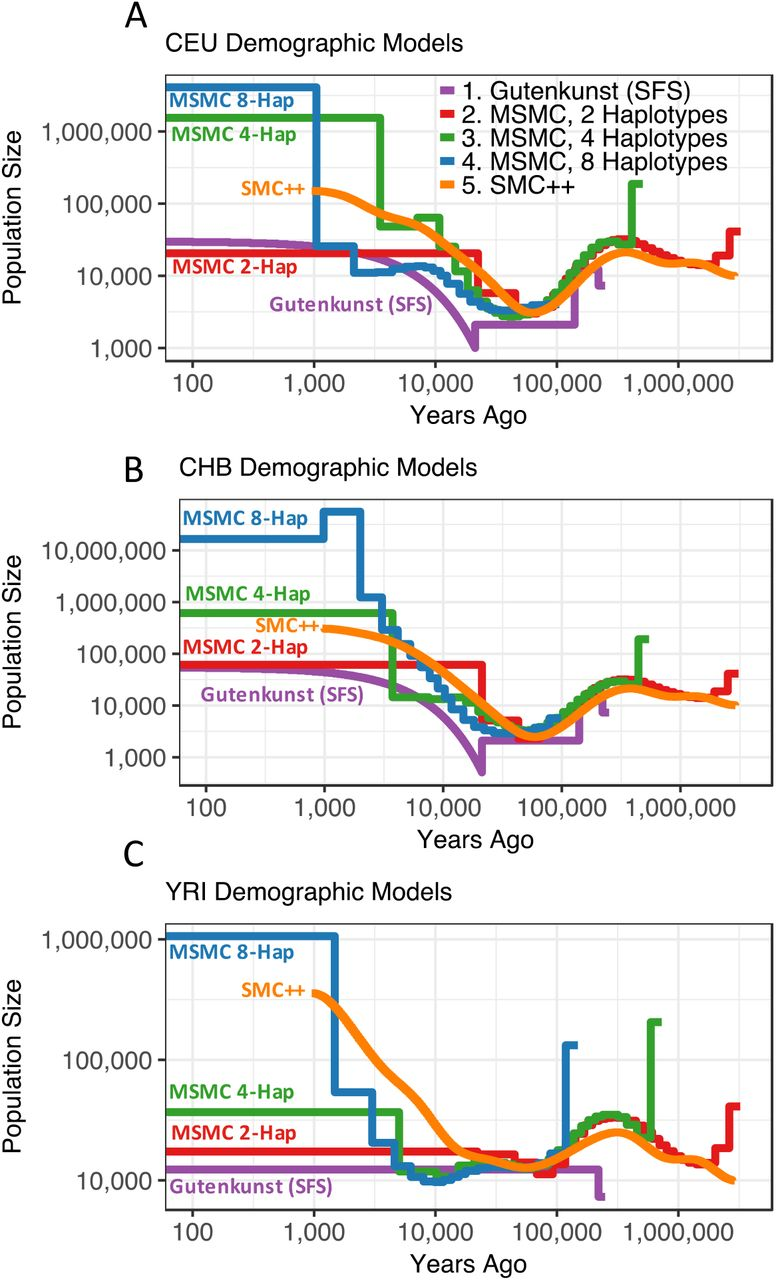 A
CEU Demographic Models
Population Size
1,000,000
100,000
10,000
1,000
MSMC 8-Hap
MSMC 4-Hap
SMC++
MSMC 2-Hap
Gutenkunst (SFS)
1. Gutenkunst (SFS)
2. MSMC, 2 Haplotypes
3. MSMC, 4 Haplotypes
4. MSMC, 8 Haplotypes
5. SMC++
100 1,000 10,000 100,000 1,000,000
Years Ago
B
CHB Demographic Models
Population Size
10,000,000
1,000,000
100,000
10,000
1,000
MSMC 8-Hap
MSMC 4-Hap
SMC++
MSMC 2-Hap
Gutenkunst (SFS)
100 1,000 10,000 100,000 1,000,000
Years Ago
C
YRI Demographic Models
Population Size
1,000,000
100,000
10,000
MSMC 8-Hap
SMC++
MSMC 4-Hap
MSMC 2-Hap
Gutenkunst (SFS)
100 1,000 10,000 100,000 1,000,000
Years Ago